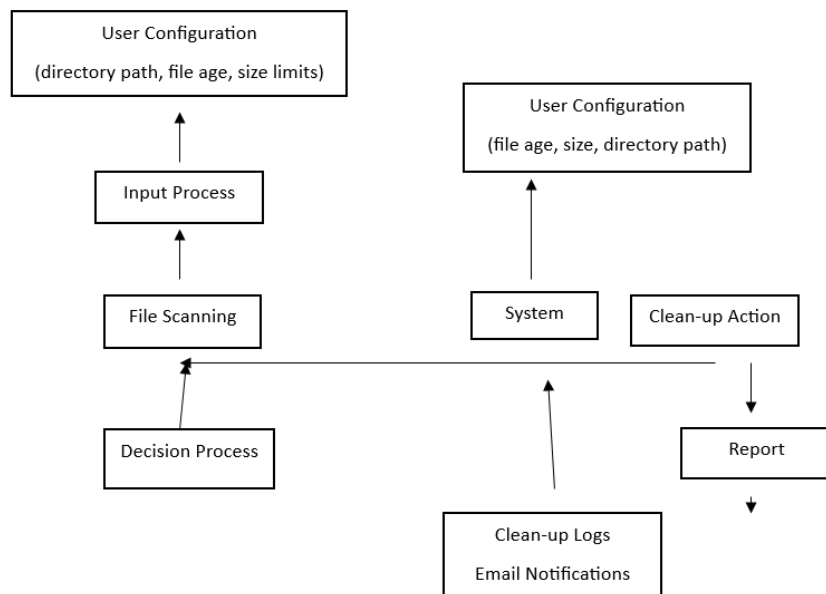 User Configuration
(directory path, file age, size limits)
User Configuration
(file age, size, directory path)
Input Process
File Scanning
System
Clean-up Action
Decision Process
Report
Clean-up Logs
Email Notifications